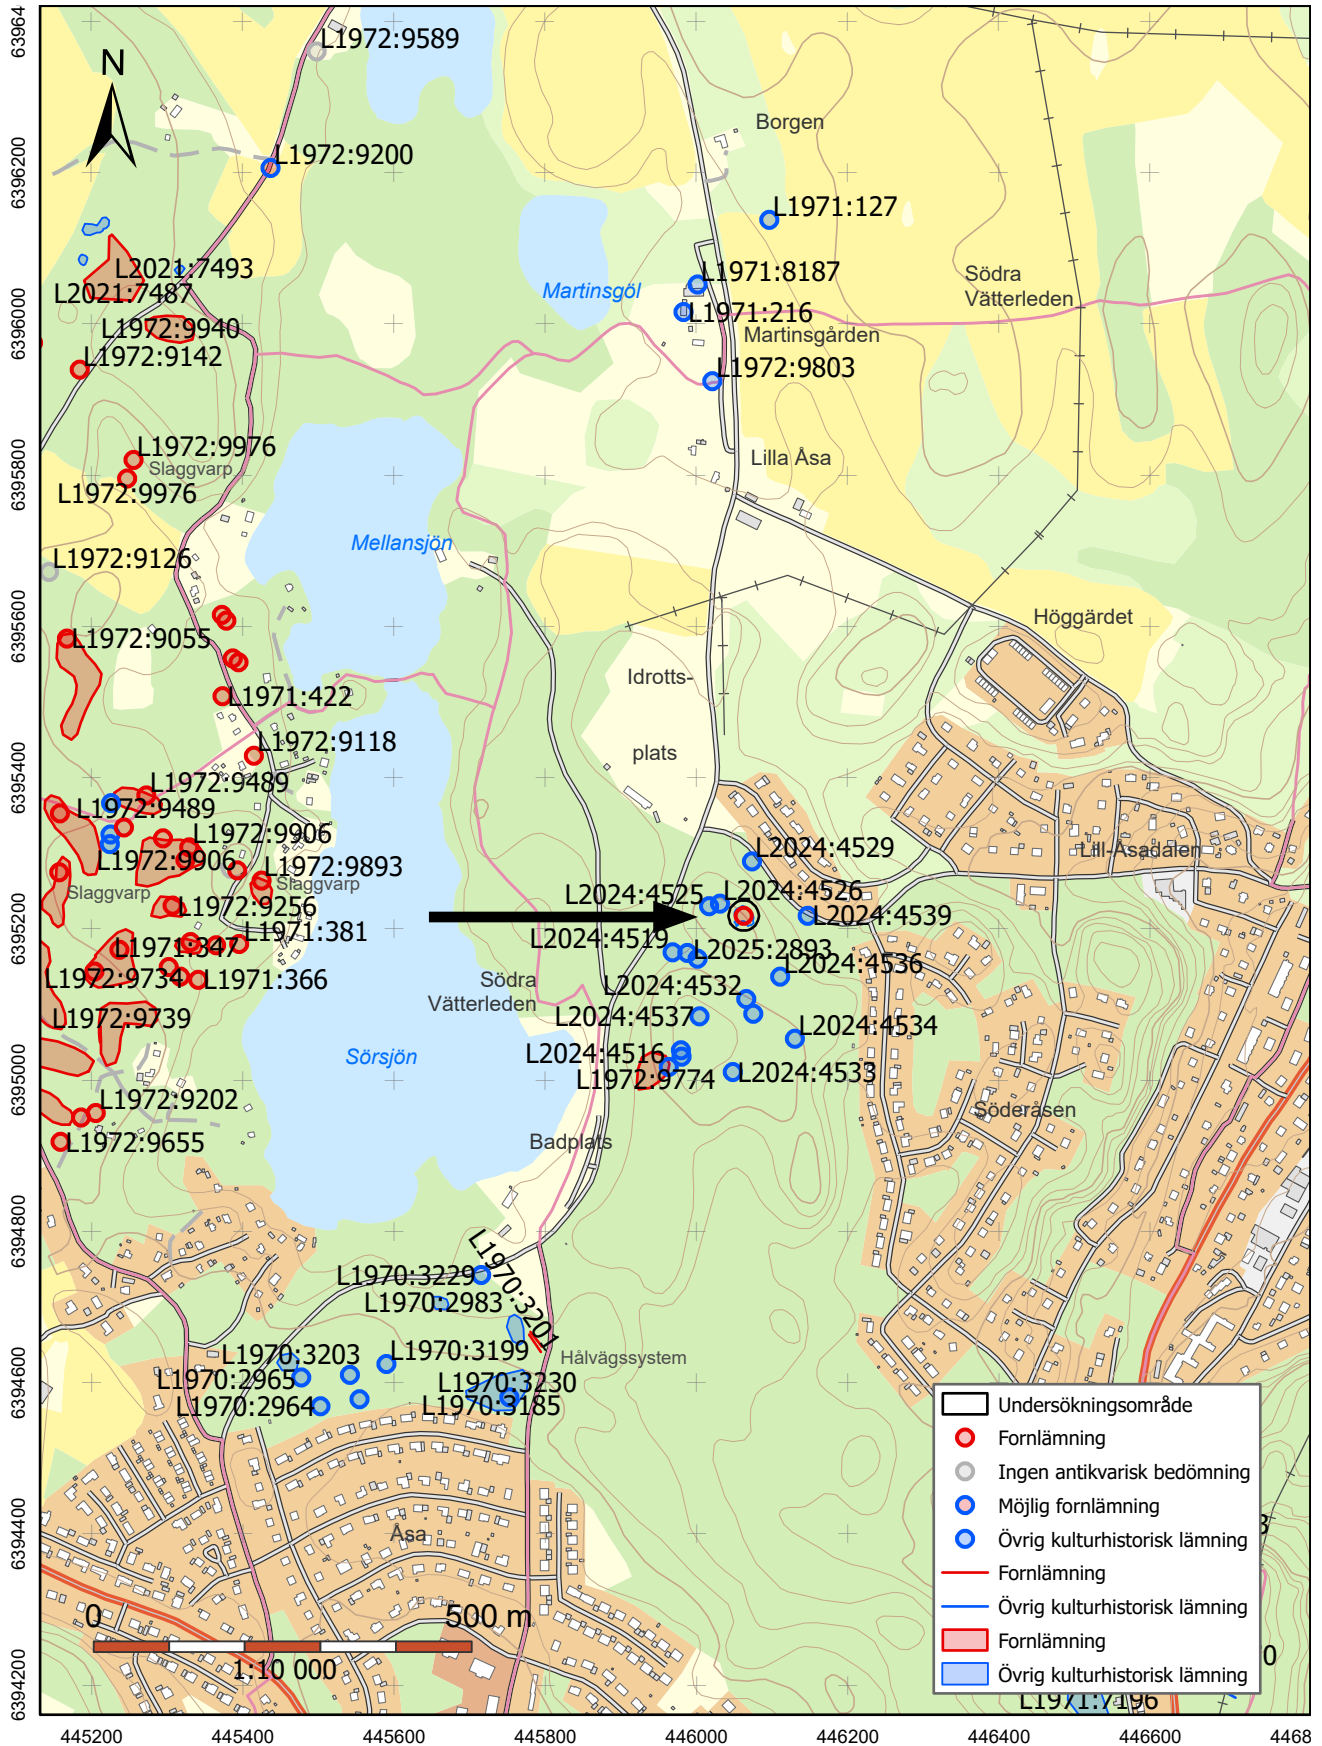 63964
L1972:9589
N
Borgen
6396200
L1972:9200
L1971:127
L2021:7493
L2021:7487
Martinsgöl
L1971:8187
Södra
Vätterleden
6396000
L1972:9940
L1971:216
Martinsgården
L1972:9142
L1972:9803
L1972:9976
Slaggvarp
Lilla Åsa
6395800
L1972:9976
Mellansjön
L1972:9126
6395600
L1972:9055
Höggärdet
Idrotts-
plats
L1971:422
L1972:9118
6395400
L1972:9489
L1972:9489
L1972:9906
L1972:9906
L1972:9893
Slaggvarp
Slaggvarp
L2024:4529
Lill-Åsadalen
L2024:4525
L2024:4526
6395200
L1972:9256
L2024:4539
L1971:381
L1971:347
L2024:4519
L2025:2893
L2024:4536
L1972:9734
L1971:366
Södra
Vätterleden
L2024:4532
L1972:9739
L2024:4537
L2024:4534
Sörsjön
L2024:4516
6395000
L1972:9774
L2024:4533
L1972:9202
Söderåsen
L1972:9655
Badplats
6394800
L1970:3229
L1970:3201
L1970:2983
L1970:3203
L1970:3199
Hålvägssystem
6394600
L1970:2965
L1970:3230
L1970:2964
L1970:3185
Undersökningsområde
Fornlämning
Ingen antikvarisk bedömning
Möjlig fornlämning
Övrig kulturhistorisk lämning
Fornlämning
Övrig kulturhistorisk lämning
Fornlämning
Övrig kulturhistorisk lämning
6394400
Åsa
0
500 m
1:10 000
0
6394200
L1971:7196
445200
445400
445600
445800
446000
446200
446400
446600
4468